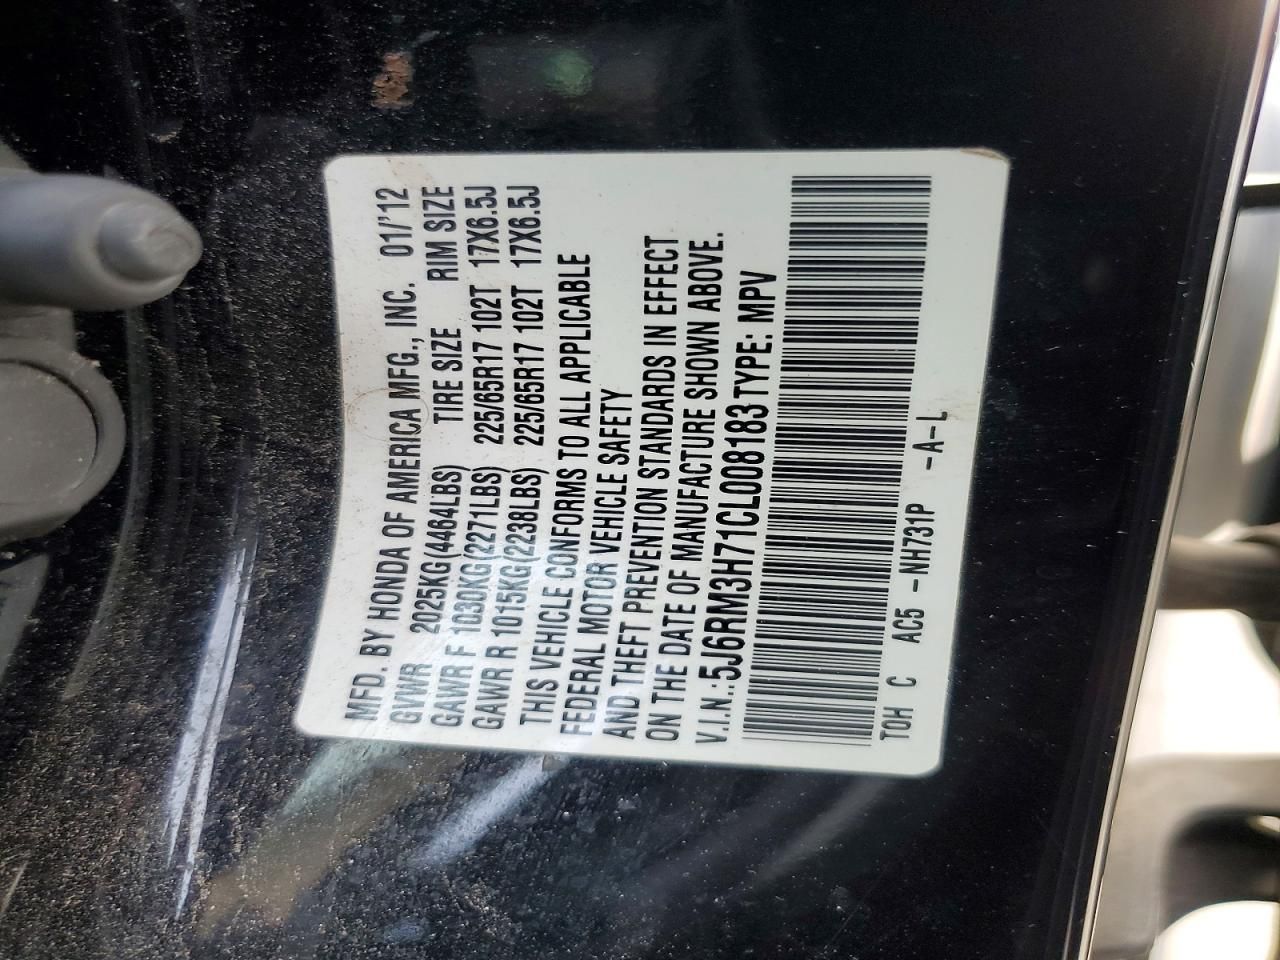 MFD. BY HONDA OF AMERICA MFG., INC. 01/'12
GVWR 2025KG(4464LBS) TIRE SIZE RIM SIZE
GAWR F 1030KG(2271LBS) 225/65R17 102T 17X6.5J
GAWR R 1015KG(2238LBS) 225/65R17 102T 17X6.5J
THIS VEHICLE CONFORMS TO ALL APPLICABLE
FEDERAL MOTOR VEHICLE SAFETY
AND THEFT PREVENTION STANDARDS IN EFFECT
ON THE DATE OF MANUFACTURE SHOWN ABOVE.
V.I.N.:5J6RM3H71CL008183 TYPE: MPV
TOH C AC5 -NH731P -A-L